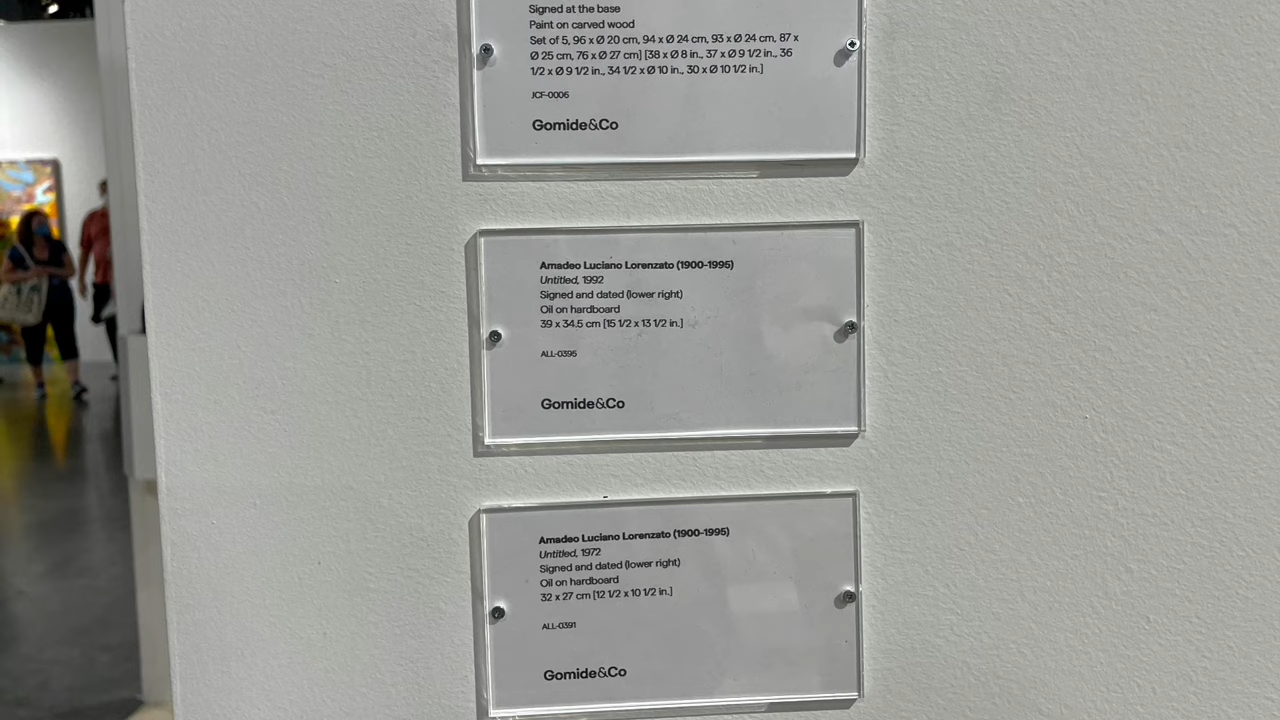 Signed at the base
Paint on carved wood
Set of 5, 96 x Ø 20 cm, 94 x Ø 24 cm, 93 x Ø 24 cm, 87 x
Ø 25 cm, 76 x Ø 27 cm] [38 x Ø 8 in., 37 x Ø 9 1/2 in., 36
1/2 x Ø 9 1/2 in., 34 1/2 x Ø 10 in., 30 x Ø 10 1/2 in.]
JCF-0006
Gomide&Co
Amadeo Luciano Lorenzato (1900-1995)
Untitled, 1992
Signed and dated (lower right)
Oil on hardboard
39 x 34.5 cm [15 1/2 x 13 1/2 in.]
ALL-0395
Gomide&Co
Amadeo Luciano Lorenzato (1900-1995)
Untitled, 1972
Signed and dated (lower right)
Oil on hardboard
32 x 27 cm [12 1/2 x 10 1/2 in.]
ALL-0391
Gomide&Co